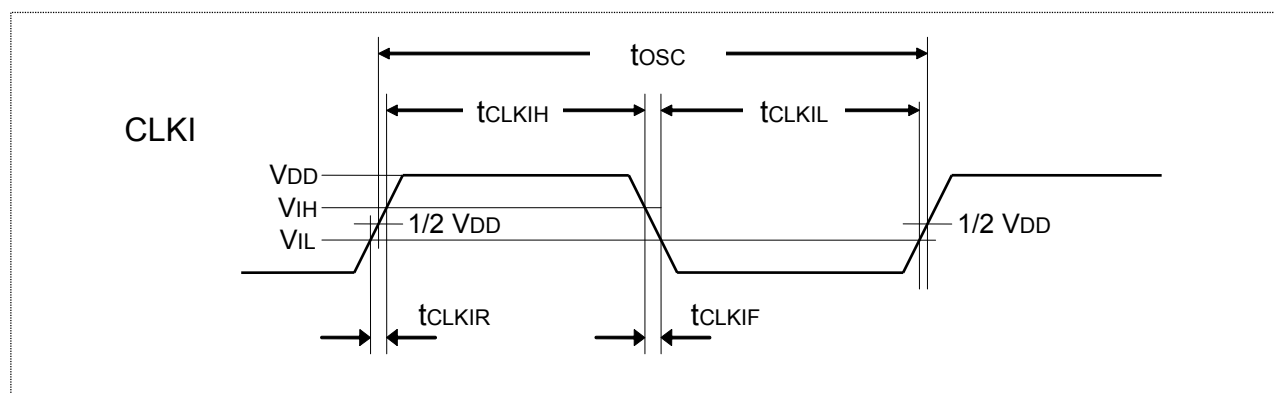 tOSC
tCLKIH
tCLKIL
CLKI
VDD
VIH
1/2 VDD
1/2 VDD
VIL
tCLKIR
tCLKIF